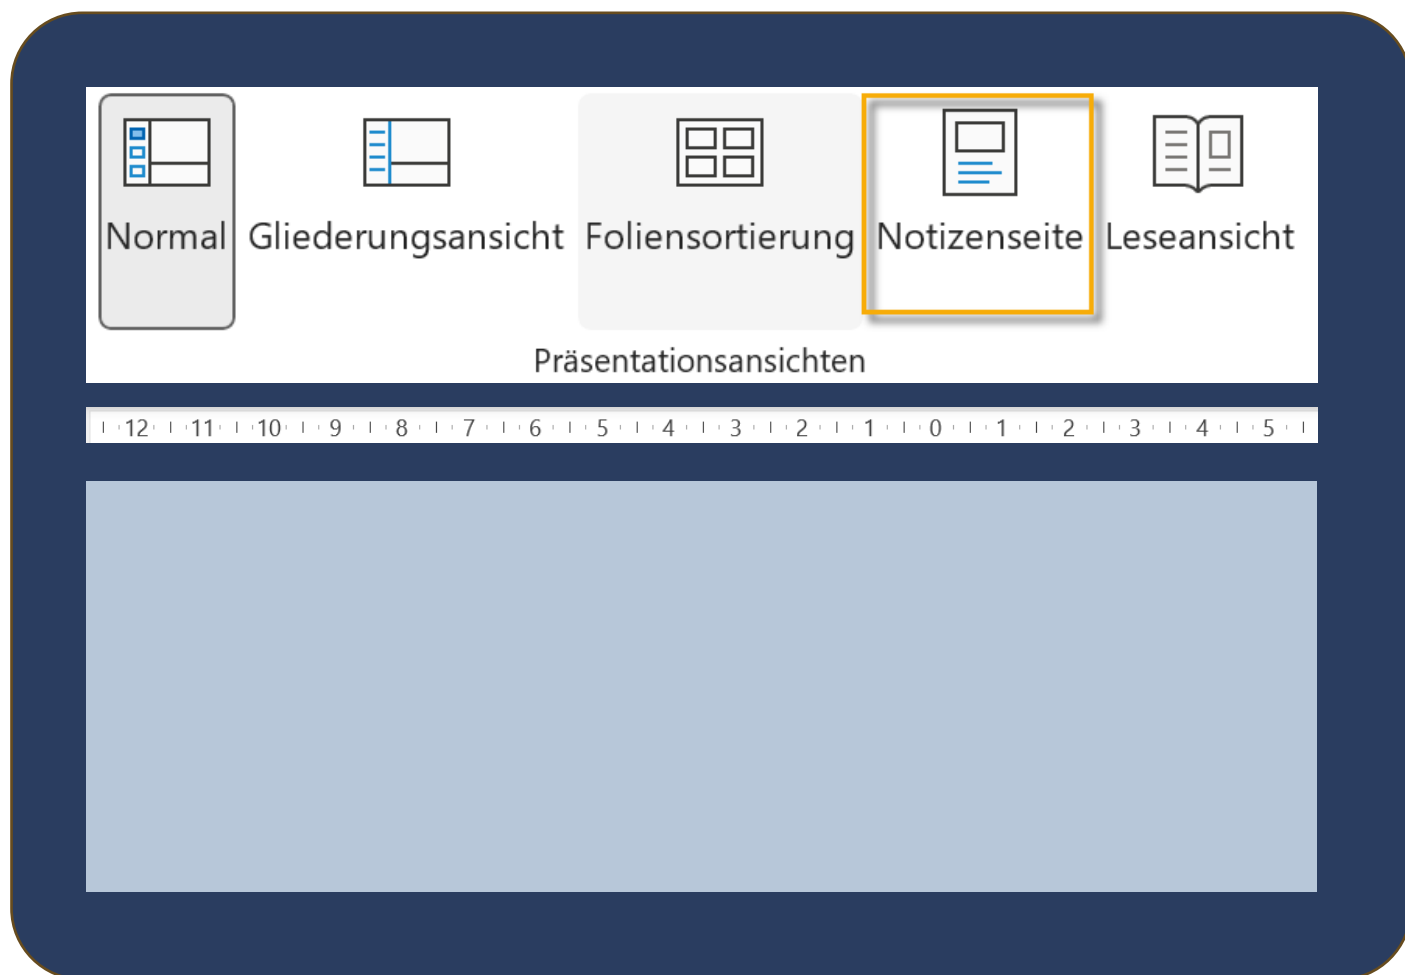 Normal Gliederungsansicht Foliensortierung Notizenseite Leseansicht
Präsentationsansichten
12 11 10 9 8 7 6 5 4 3 2 1 0 1 2 3 4 5